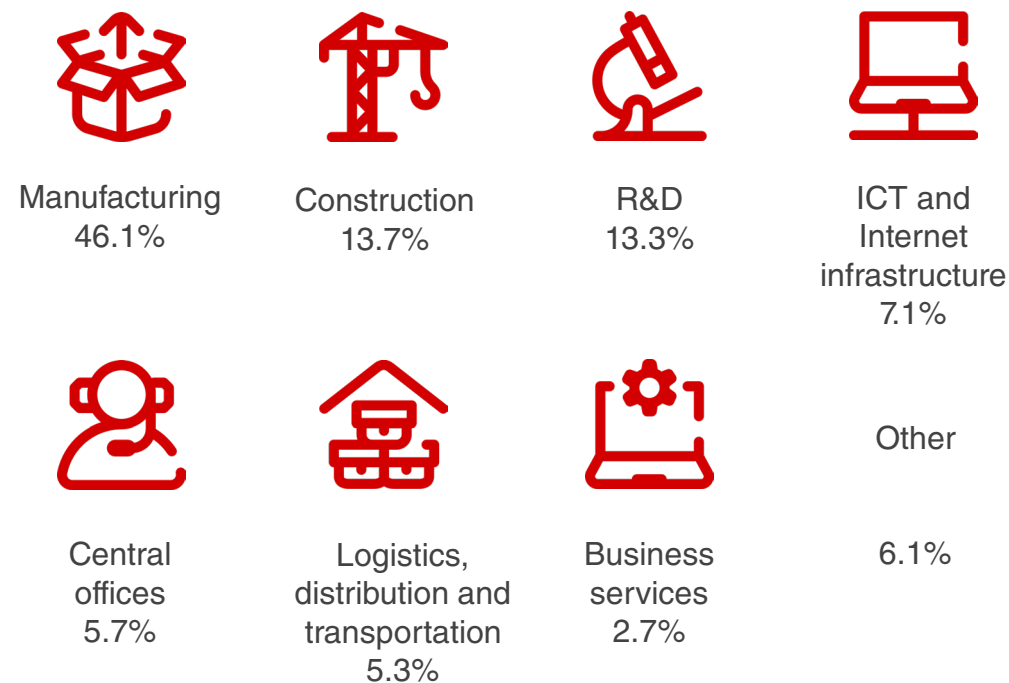 Manufacturing
46.1%
Construction
13.7%
R&D
13.3%
ICT and
Internet
infrastructure
7.1%
Central
offices
5.7%
Logistics,
distribution and
transportation
5.3%
Business
services
2.7%
Other
6.1%